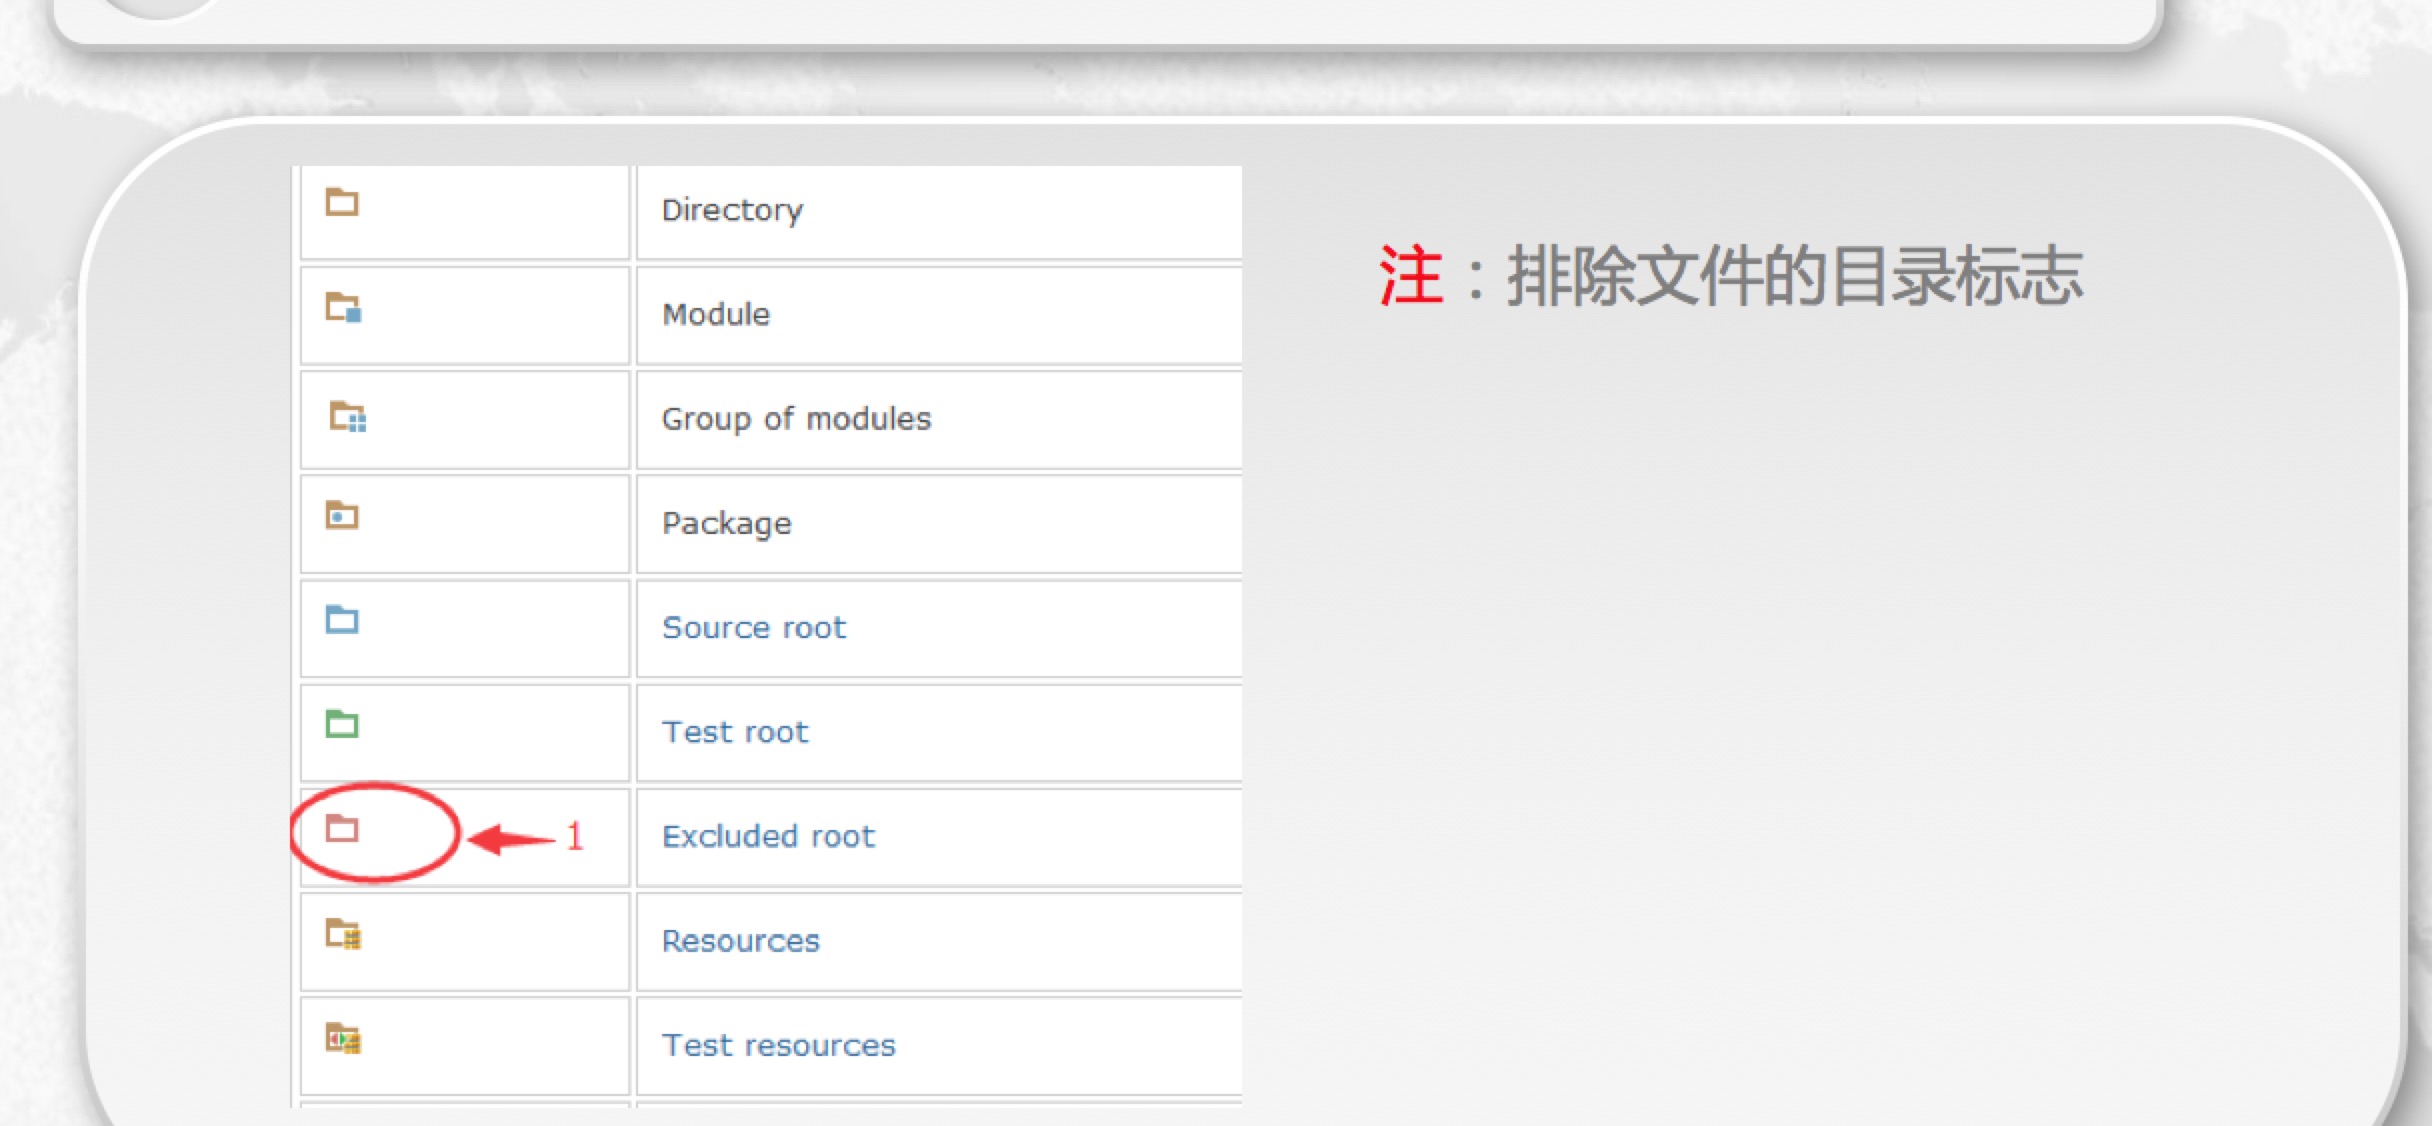 Directory
注：排除文件的目录标志
Module
Group of modules
Package
Source root
Test root
1
Excluded root
Resources
Test resources